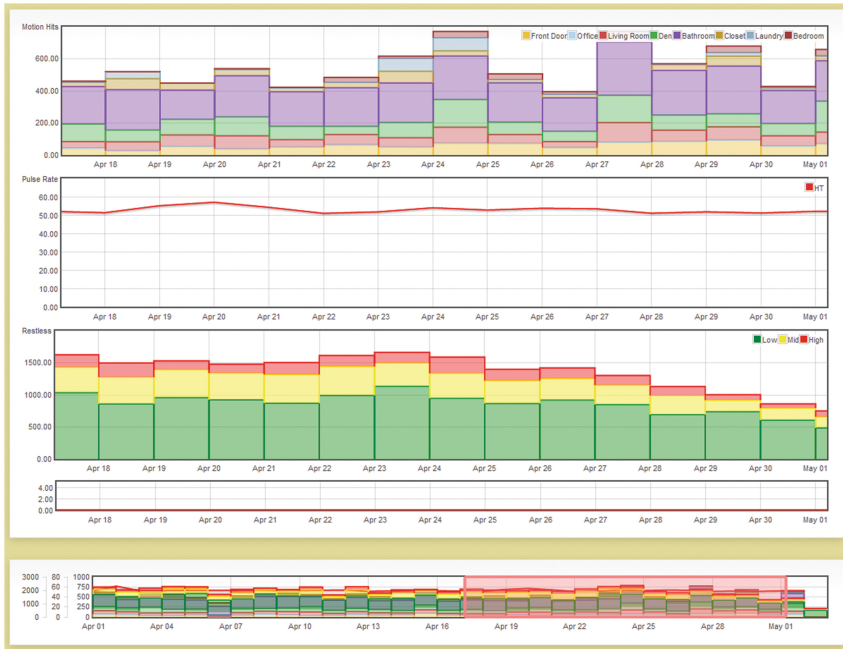 Motion Hits
Front Door Office Living Room Den Bathroom Closet Laundry Bedroom
600.00
400.00
200.00
0.00
Apr 18 Apr 19 Apr 20 Apr 21 Apr 22 Apr 23 Apr 24 Apr 25 Apr 26 Apr 27 Apr 28 Apr 29 Apr 30 May 01
Pulse Rate
HT
60.00
50.00
40.00
30.00
20.00
10.00
0.00
Apr 18 Apr 19 Apr 20 Apr 21 Apr 22 Apr 23 Apr 24 Apr 25 Apr 26 Apr 27 Apr 28 Apr 29 Apr 30 May 01
Restless
Low Mid High
1500.00
1000.00
500.00
0.00
Apr 18 Apr 19 Apr 20 Apr 21 Apr 22 Apr 23 Apr 24 Apr 25 Apr 26 Apr 27 Apr 28 Apr 29 Apr 30 May 01
4.00
2.00
0.00
Apr 18 Apr 19 Apr 20 Apr 21 Apr 22 Apr 23 Apr 24 Apr 25 Apr 26 Apr 27 Apr 28 Apr 29 Apr 30 May 01
3000 80 1000
60 750
2000
40 500
1000 20 250
0 0 0
Apr 01 Apr 04 Apr 07 Apr 10 Apr 13 Apr 16 Apr 19 Apr 22 Apr 25 Apr 28 May 01